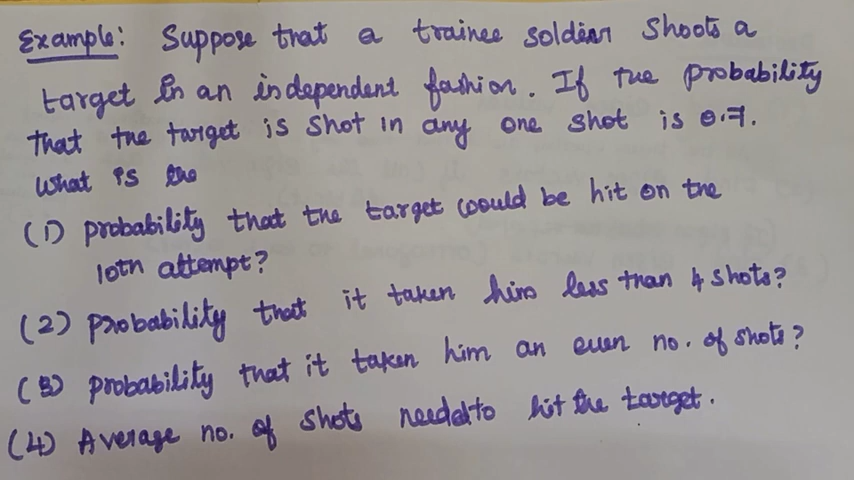 Example: Suppose that a trainee soldier shoots a
target in an independent fashion. If the probability
that the target is shot in any one shot is 0.7.
What is the
(1) probability that the target would be hit on the
10th attempt?
(2) probability that it taken him less than 4 shots?
(3) probability that it taken him an even no. of shots?
(4) Average no. of shots needed to hit the target.